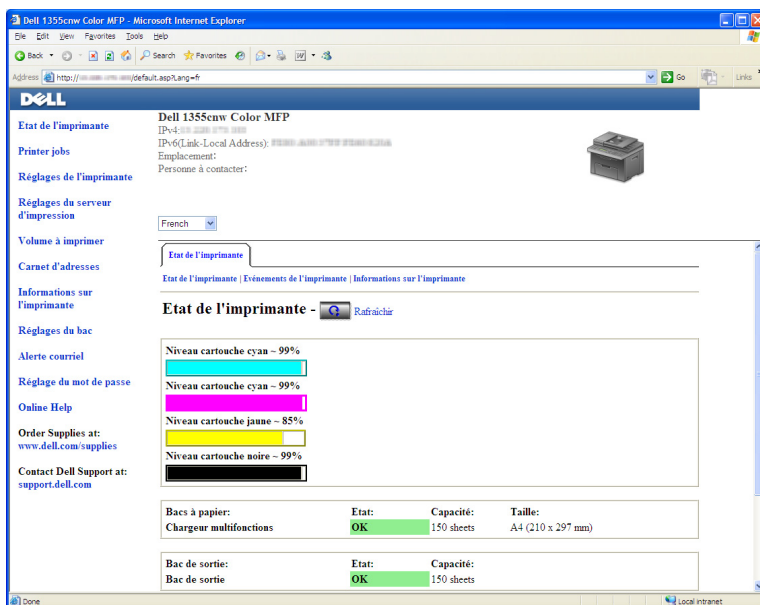 Dell 1355cnw Color MFP - Microsoft Internet Explorer
File Edit View Favorites Tools Help
Back Search Favorites
Address http:// /default.asp?Lang=fr Go Links
DELL
Dell 1355cnw Color MFP
IPv4:
IPv6(Link-Local Address):
Emplacement:
Personne à contacter:
French
Etat de l'imprimante
Printer jobs
Réglages de l'imprimante
Réglages du serveur
d'impression
Volume à imprimer
Carnet d'adresses
Informations sur
l'imprimante
Réglages du bac
Alerte courriel
Réglage du mot de passe
Online Help
Order Supplies at:
www.dell.com/supplies
Contact Dell Support at:
support.dell.com
Etat de l'imprimante
Etat de l'imprimante | Evénements de l'imprimante | Informations sur l'imprimante
Etat de l'imprimante - Rafraîchir
Niveau cartouche cyan ~ 99%
Niveau cartouche cyan ~ 99%
Niveau cartouche jaune ~ 85%
Niveau cartouche noire ~ 99%
Bacs à papier: Etat: Capacité: Taille:
Chargeur multifonctions OK 150 sheets A4 (210 x 297 mm)
Bac de sortie: Etat: Capacité:
Bac de sortie OK 150 sheets
Done Local intranet